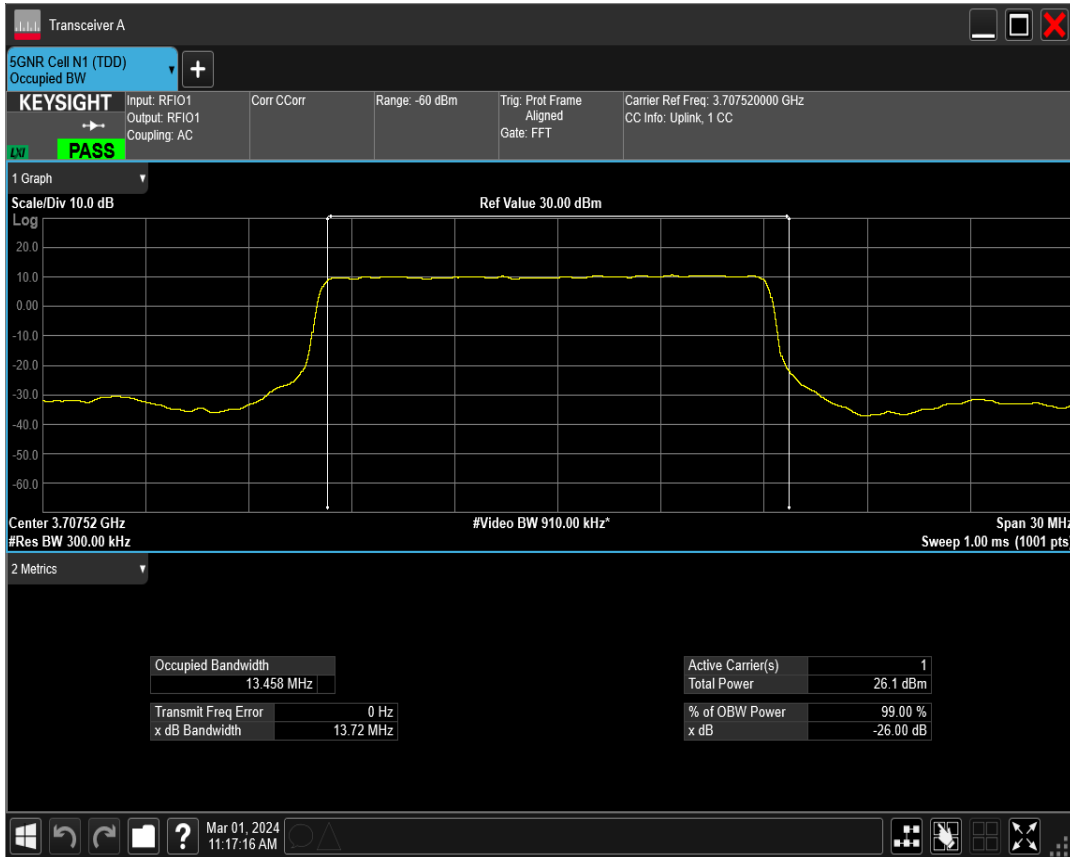 Transceiver A
5GNR Cell N1 (TDD)
Occupied BW
+
KEYSIGHT
LXI
PASS
Input: RFIO1
Output: RFIO1
Coupling: AC
Corr CCorr
Range: -60 dBm
Trig: Prot Frame
Aligned
Gate: FFT
Carrier Ref Freq: 3.707520000 GHz
CC Info: Uplink, 1 CC
1 Graph
Scale/Div 10.0 dB
Ref Value 30.00 dBm
Log
20.0
10.0
0.00
-10.0
-20.0
-30.0
-40.0
-50.0
-60.0
Center 3.70752 GHz
#Video BW 910.00 kHz*
Span 30 MHz
#Res BW 300.00 kHz
Sweep 1.00 ms (1001 pts)
2 Metrics
Occupied Bandwidth
13.458 MHz
Transmit Freq Error 0 Hz
x dB Bandwidth 13.72 MHz
Active Carrier(s) 1
Total Power 26.1 dBm
% of OBW Power 99.00 %
x dB -26.00 dB
?
Mar 01, 2024
11:17:16 AM